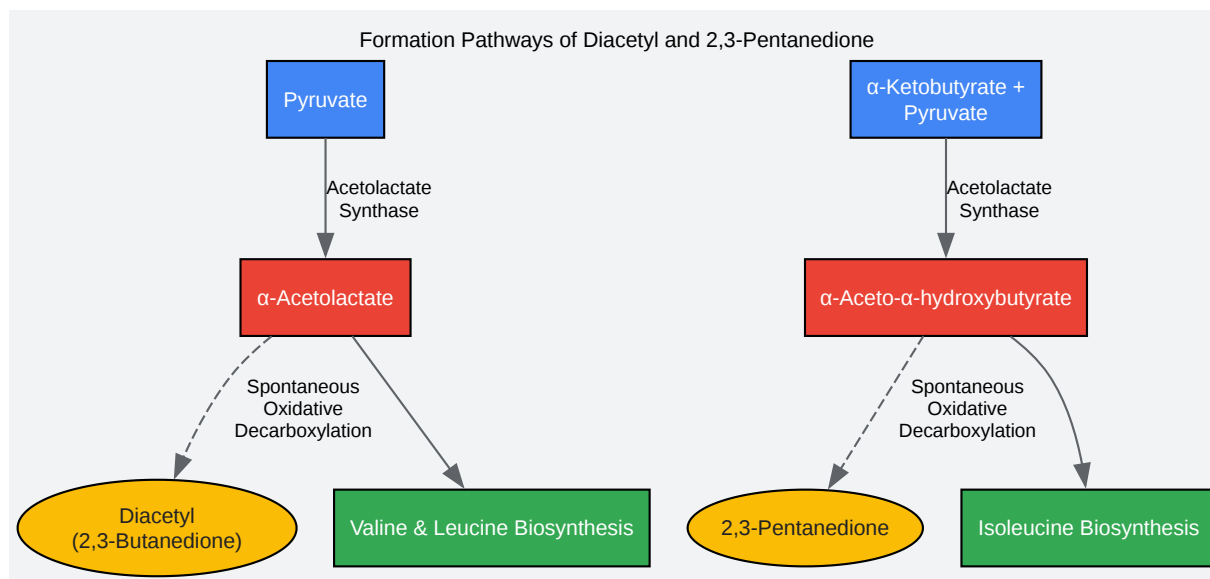 Formation Pathways of Diacetyl and 2,3-Pentanedione
Pyruvate
α-Ketobutyrate +
Pyruvate
Acetolactate
Synthase
Acetolactate
Synthase
α-Acetolactate
α-Aceto-α-hydroxybutyrate
Spontaneous
Oxidative
Decarboxylation
Spontaneous
Oxidative
Decarboxylation
Diacetyl
(2,3-Butanedione)
Valine & Leucine Biosynthesis
2,3-Pentanedione
Isoleucine Biosynthesis